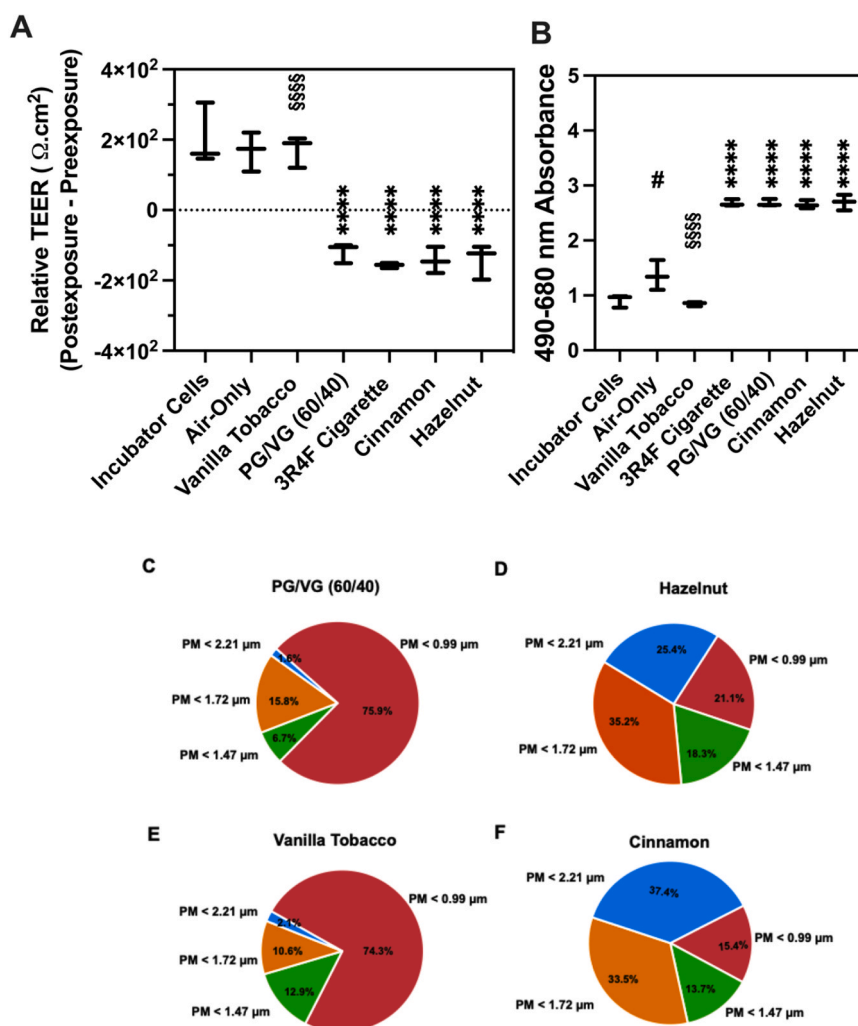 A
Relative TEER ( Ω.cm²)
(Postexposure - Preexposure)
4×10²
2×10²
0
-2×10²
-4×10²
§§§§
****
****
****
****
Incubator Cells
Air-Only
Vanilla Tobacco
PG/VG (60/40)
3R4F Cigarette
Cinnamon
Hazelnut
B
490-680 nm Absorbance
5
4
3
2
1
0
#
§§§§
****
****
****
****
Incubator Cells
Air-Only
Vanilla Tobacco
3R4F Cigarette
PG/VG (60/40)
Cinnamon
Hazelnut
C
PG/VG (60/40)
PM < 2.21 µm
1.6%
PM < 0.99 µm
75.9%
PM < 1.72 µm
15.8%
6.7%
PM < 1.47 µm
D
Hazelnut
PM < 2.21 µm
25.4%
PM < 0.99 µm
21.1%
35.2%
PM < 1.72 µm
18.3%
PM < 1.47 µm
E
Vanilla Tobacco
PM < 2.21 µm
2.1%
PM < 0.99 µm
74.3%
PM < 1.72 µm
10.6%
12.9%
PM < 1.47 µm
F
Cinnamon
PM < 2.21 µm
37.4%
PM < 0.99 µm
15.4%
33.5%
PM < 1.72 µm
13.7%
PM < 1.47 µm